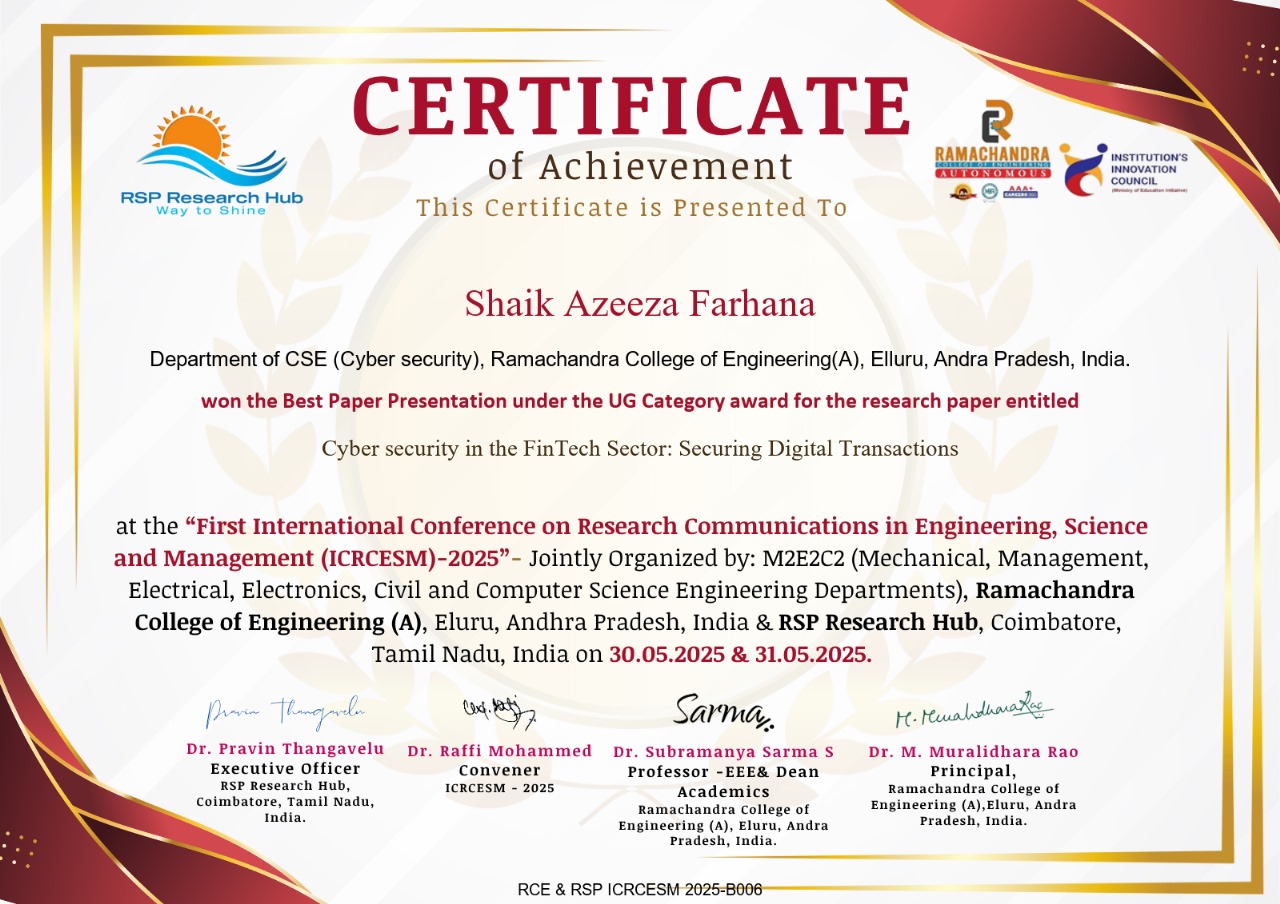 CERTIFICATE
of Achievement
This Certificate is Presented To
RSP Research Hub
Way to Shine
RAMACHANDRA
COLLEGE OF ENGINEERING
AUTONOMOUS
AAA+
CAREERS
INSTITUTION'S
INNOVATION
COUNCIL
(Ministry of Education Initiative)
Shaik Azeeza Farhana
Department of CSE (Cyber security), Ramachandra College of Engineering(A), Elluru, Andra Pradesh, India.
won the Best Paper Presentation under the UG Category award for the research paper entitled
Cyber security in the FinTech Sector: Securing Digital Transactions
at the “First International Conference on Research Communications in Engineering, Science
and Management (ICRCESM)-2025”- Jointly Organized by: M2E2C2 (Mechanical, Management,
Electrical, Electronics, Civil and Computer Science Engineering Departments), Ramachandra
College of Engineering (A), Eluru, Andhra Pradesh, India & RSP Research Hub, Coimbatore,
Tamil Nadu, India on 30.05.2025 & 31.05.2025.
Pravin Thangavelu
Dr. Pravin Thangavelu
Executive Officer
RSP Research Hub,
Coimbatore, Tamil Nadu,
India.
Dr. Raffi Mohammed
Convener
ICRCESM - 2025
Sarma
Dr. Subramanya Sarma S
Professor -EEE& Dean
Academics
Ramachandra College of
Engineering (A), Eluru, Andra
Pradesh, India.
M. Muralidhara Rao
Dr. M. Muralidhara Rao
Principal,
Ramachandra College of
Engineering (A),Eluru, Andra
Pradesh, India.
RCE & RSP ICRCESM 2025-B006